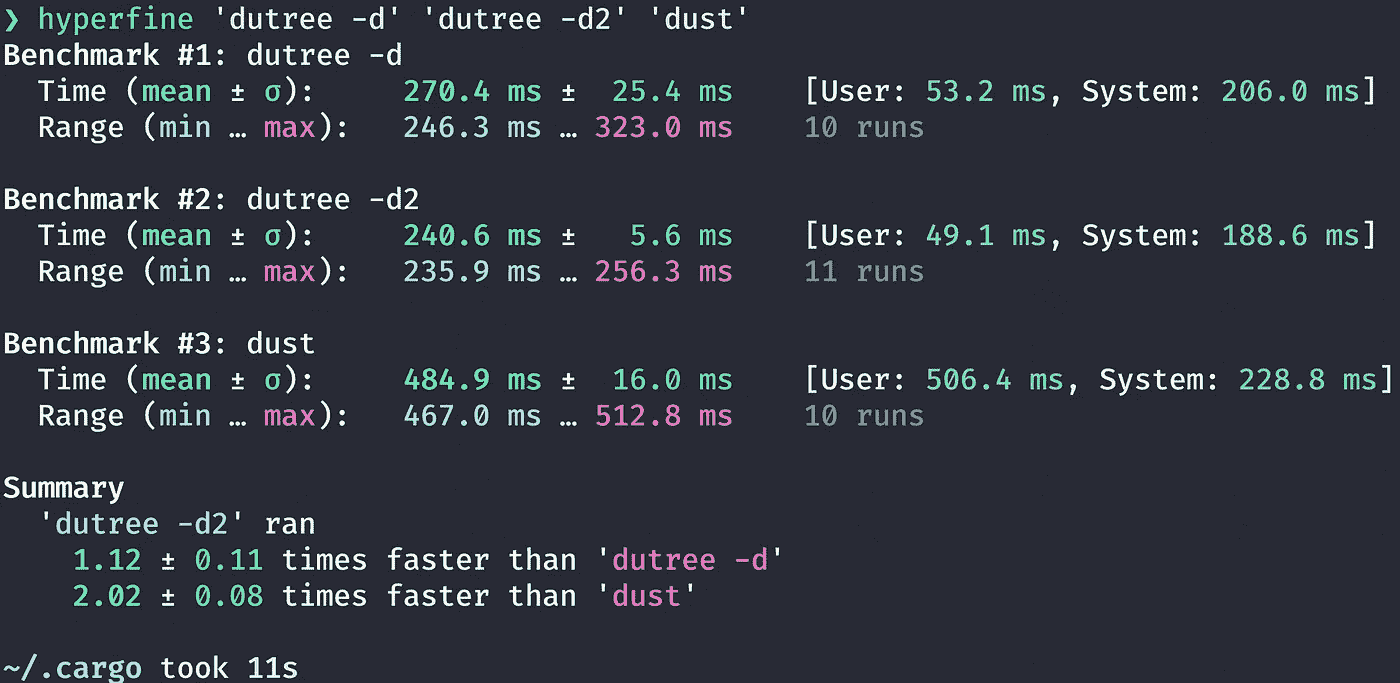 ❯ hyperfine 'dutree -d' 'dutree -d2' 'dust'
Benchmark #1: dutree -d
  Time (mean ± σ):     270.4 ms ±  25.4 ms    [User: 53.2 ms, System: 206.0 ms]
  Range (min … max):   246.3 ms … 323.0 ms    10 runs

Benchmark #2: dutree -d2
  Time (mean ± σ):     240.6 ms ±   5.6 ms    [User: 49.1 ms, System: 188.6 ms]
  Range (min … max):   235.9 ms … 256.3 ms    11 runs

Benchmark #3: dust
  Time (mean ± σ):     484.9 ms ±  16.0 ms    [User: 506.4 ms, System: 228.8 ms]
  Range (min … max):   467.0 ms … 512.8 ms    10 runs

Summary
  'dutree -d2' ran
    1.12 ± 0.11 times faster than 'dutree -d'
    2.02 ± 0.08 times faster than 'dust'

~/.cargo took 11s